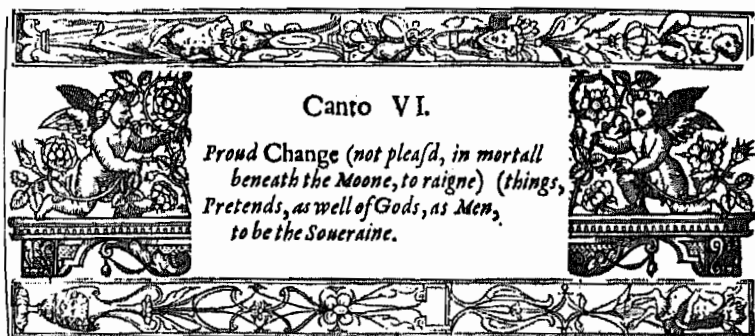 Canto VI.
Proud Change (not pleaſd, in mortall
beneath the Moone, to raigne) (things,
Pretends, as well of Gods, as Men,
to be the Soueraine.